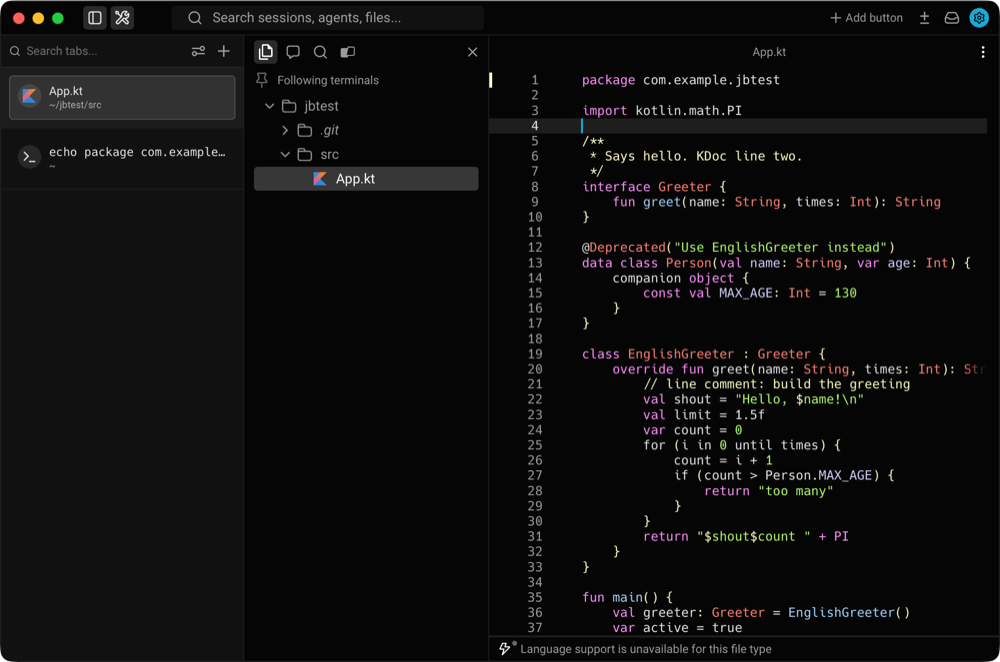 Search sessions, agents, files...
Add button
Search tabs...
App.kt
~/jbtest/src
echo package com.example…
~
Following terminals
jbtest
.git
src
App.kt
App.kt
1 package com.example.jbtest
2
3 import kotlin.math.PI
4
5 /**
6  * Says hello. KDoc line two.
7  */
8 interface Greeter {
9     fun greet(name: String, times: Int): String
10 }
11
12 @Deprecated("Use EnglishGreeter instead")
13 data class Person(val name: String, var age: Int) {
14     companion object {
15         const val MAX_AGE: Int = 130
16     }
17 }
18
19 class EnglishGreeter : Greeter {
20     override fun greet(name: String, times: Int): Str
21         // line comment: build the greeting
22         val shout = "Hello, $name!\n"
23         val limit = 1.5f
24         var count = 0
25         for (i in 0 until times) {
26             count = i + 1
27             if (count > Person.MAX_AGE) {
28                 return "too many"
29             }
30         }
31         return "$shout$count " + PI
32     }
33 }
34
35 fun main() {
36     val greeter: Greeter = EnglishGreeter()
37     var active = true
Language support is unavailable for this file type